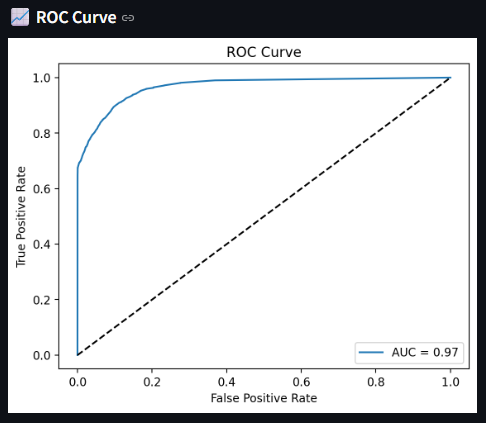 📈 ROC Curve
ROC Curve
True Positive Rate
1.0
0.8
0.6
0.4
0.2
0.0
AUC = 0.97
0.0 0.2 0.4 0.6 0.8 1.0
False Positive Rate